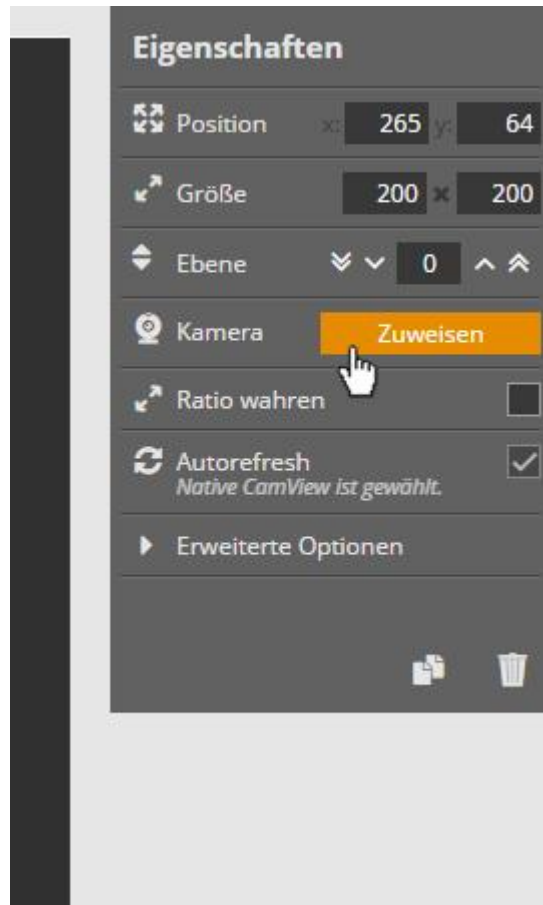 Eigenschaften
Position x: 265 y: 64
Größe 200 × 200
Ebene 0
Kamera Zuweisen
Ratio wahren
Autorefresh
Native CamView ist gewählt.
Erweiterte Optionen